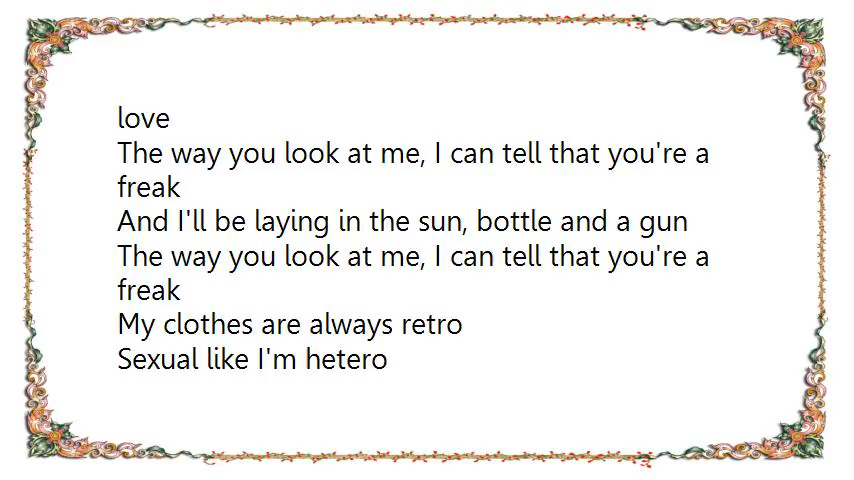 love
The way you look at me, I can tell that you're a
freak
And I'll be laying in the sun, bottle and a gun
The way you look at me, I can tell that you're a
freak
My clothes are always retro
Sexual like I'm hetero